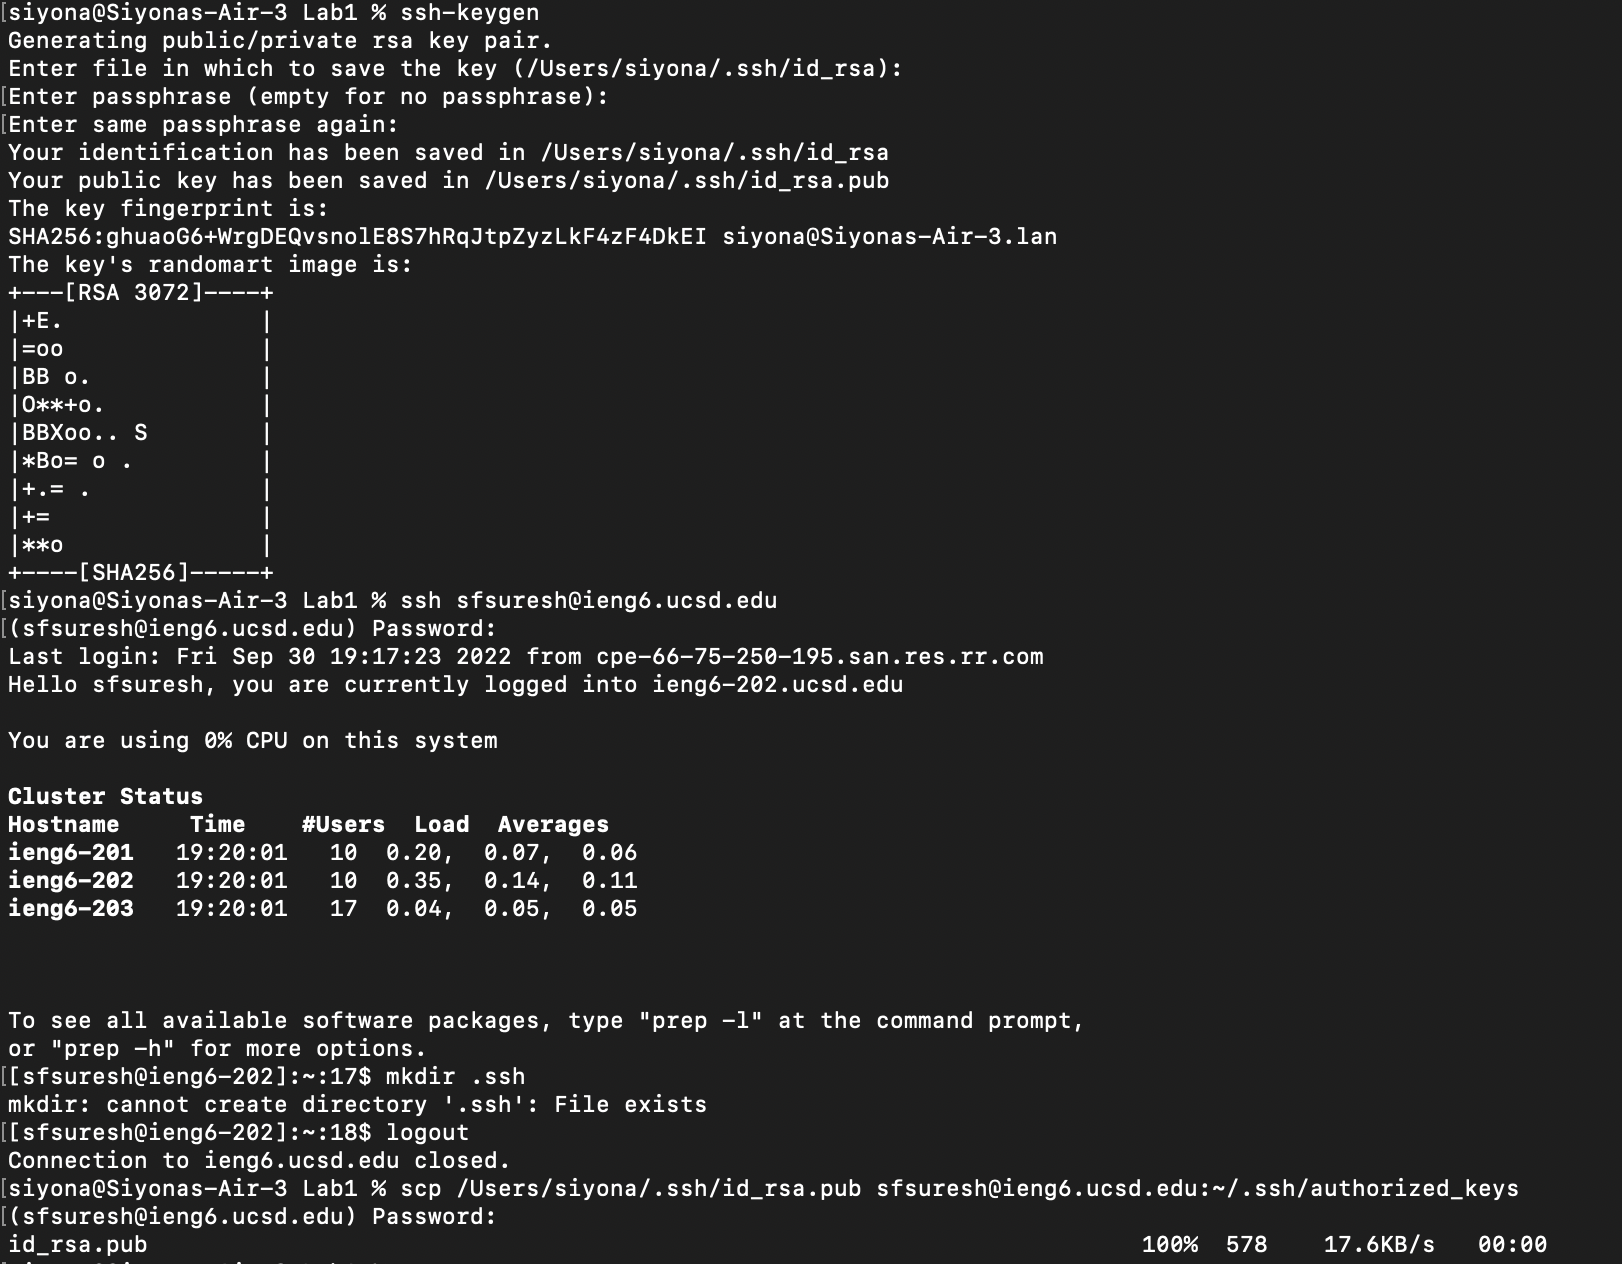 [siyona@Siyonas-Air-3 Lab1 % ssh-keygen
Generating public/private rsa key pair.
Enter file in which to save the key (/Users/siyona/.ssh/id_rsa):
[Enter passphrase (empty for no passphrase):
[Enter same passphrase again:
Your identification has been saved in /Users/siyona/.ssh/id_rsa
Your public key has been saved in /Users/siyona/.ssh/id_rsa.pub
The key fingerprint is:
SHA256:ghuaoG6+WrgDEQvsnolE8S7hRqJtpZyzLkF4zF4DkEI siyona@Siyonas-Air-3.lan
The key's randomart image is:
+---[RSA 3072]----+
|+E.              |
|=oo              |
|BB o.            |
|O**+o.           |
|BBXoo.. S        |
|*Bo= o .         |
|+.= .            |
|+=               |
|**o              |
+----[SHA256]-----+
[siyona@Siyonas-Air-3 Lab1 % ssh sfsuresh@ieng6.ucsd.edu
[(sfsuresh@ieng6.ucsd.edu) Password:
Last login: Fri Sep 30 19:17:23 2022 from cpe-66-75-250-195.san.res.rr.com
Hello sfsuresh, you are currently logged into ieng6-202.ucsd.edu
You are using 0% CPU on this system
Cluster Status
Hostname     Time    #Users  Load  Averages
ieng6-201   19:20:01   10  0.20,  0.07,  0.06
ieng6-202   19:20:01   10  0.35,  0.14,  0.11
ieng6-203   19:20:01   17  0.04,  0.05,  0.05
To see all available software packages, type "prep -l" at the command prompt,
or "prep -h" for more options.
[[sfsuresh@ieng6-202]:~:17$ mkdir .ssh
mkdir: cannot create directory '.ssh': File exists
[[sfsuresh@ieng6-202]:~:18$ logout
Connection to ieng6.ucsd.edu closed.
[siyona@Siyonas-Air-3 Lab1 % scp /Users/siyona/.ssh/id_rsa.pub sfsuresh@ieng6.ucsd.edu:~/.ssh/authorized_keys
[(sfsuresh@ieng6.ucsd.edu) Password:
id_rsa.pub                                    100%  578    17.6KB/s   00:00